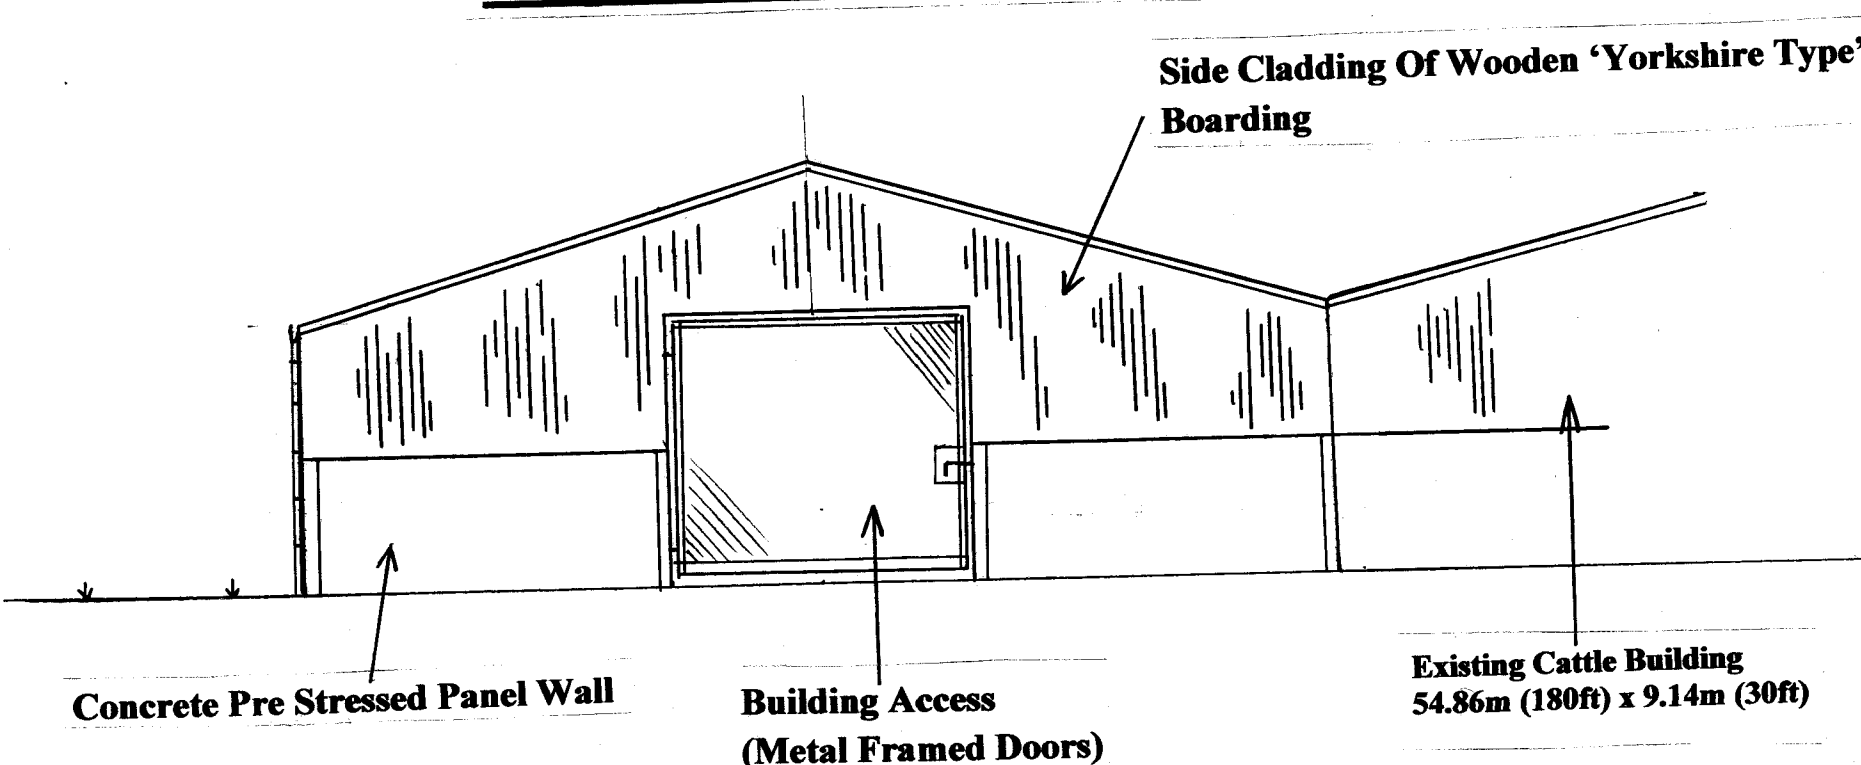 Side Cladding Of Wooden ‘Yorkshire Type’
Boarding
Concrete Pre Stressed Panel Wall
Building Access
(Metal Framed Doors)
Existing Cattle Building
54.86m (180ft) x 9.14m (30ft)